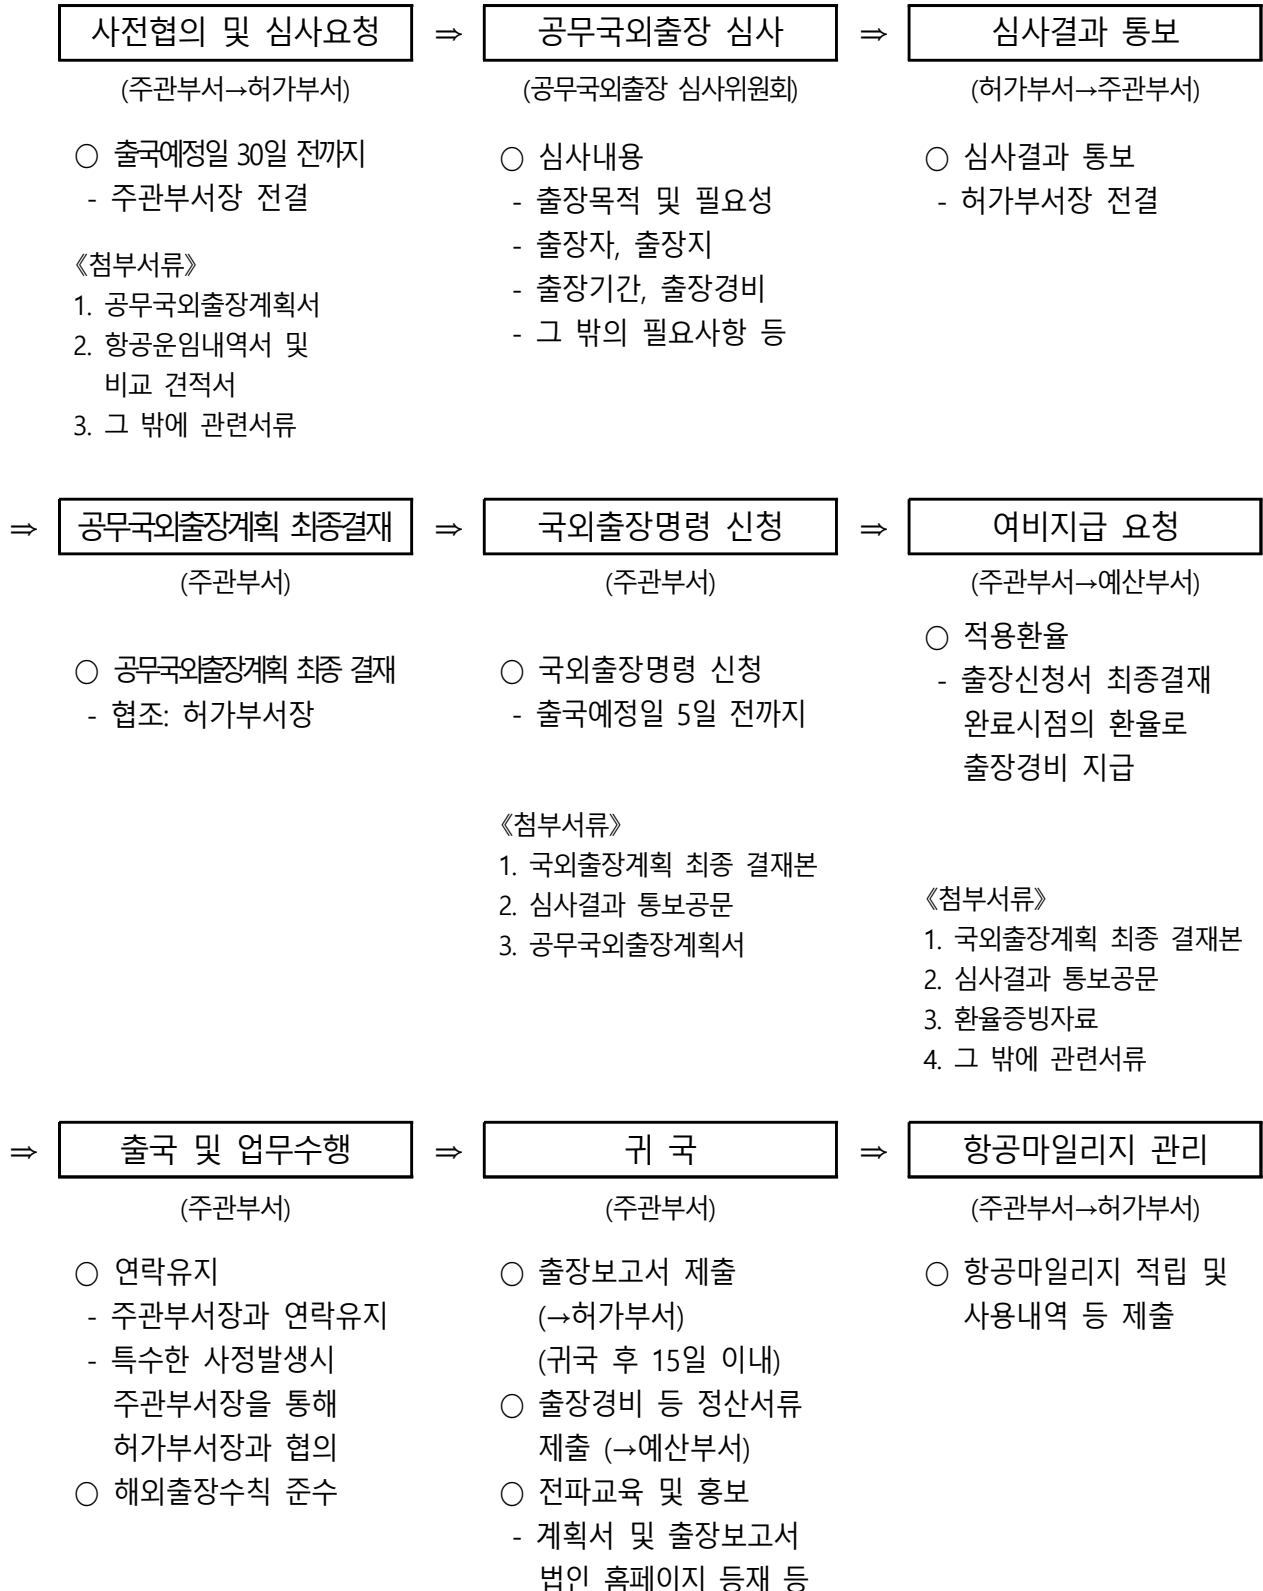 사전협의 및 심사요청 ⇒ 공무국외출장 심사 ⇒ 심사결과 통보
(주관부서→허가부서)
○ 출국예정일 30일 전까지
- 주관부서장 전결
《첨부서류》
1. 공무국외출장계획서
2. 항공운임내역서 및
비교 견적서
3. 그 밖에 관련서류
(공무국외출장 심사위원회)
○ 심사내용
- 출장목적 및 필요성
- 출장자, 출장지
- 출장기간, 출장경비
- 그 밖의 필요사항 등
(허가부서→주관부서)
○ 심사결과 통보
- 허가부서장 전결
⇒ 공무국외출장계획 최종결재 ⇒ 국외출장명령 신청 ⇒ 여비지급 요청
(주관부서)
○ 공무국외출장계획 최종 결재
- 협조: 허가부서장
(주관부서)
○ 국외출장명령 신청
- 출국예정일 5일 전까지
《첨부서류》
1. 국외출장계획 최종 결재본
2. 심사결과 통보공문
3. 공무국외출장계획서
(주관부서→예산부서)
○ 적용환율
- 출장신청서 최종결재
완료시점의 환율로
출장경비 지급
《첨부서류》
1. 국외출장계획 최종 결재본
2. 심사결과 통보공문
3. 환율증빙자료
4. 그 밖에 관련서류
⇒ 출국 및 업무수행 ⇒ 귀 국 ⇒ 항공마일리지 관리
(주관부서)
○ 연락유지
- 주관부서장과 연락유지
- 특수한 사정발생시
주관부서장을 통해
허가부서장과 협의
○ 해외출장수칙 준수
(주관부서)
○ 출장보고서 제출
(→허가부서)
(귀국 후 15일 이내)
○ 출장경비 등 정산서류
제출 (→예산부서)
○ 전파교육 및 홍보
- 계획서 및 출장보고서
법인 홈페이지 등재 등
(주관부서→허가부서)
○ 항공마일리지 적립 및
사용내역 등 제출